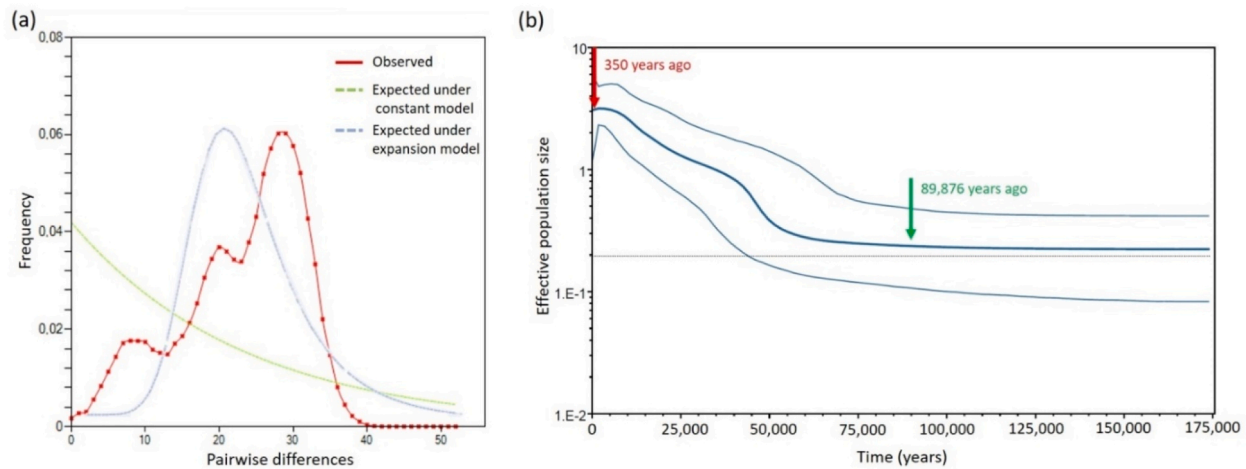 (a)
0,08
0,06
0,04
0,02
0
Frequency
0
10
20
30
40
50
Pairwise differences
Observed
Expected under
constant model
Expected under
expansion model
(b)
10
1
1.E-1
1.E-2
Effective population size
350 years ago
89,876 years ago
0
25,000
50,000
75,000
100,000
125,000
150,000
175,000
Time (years)